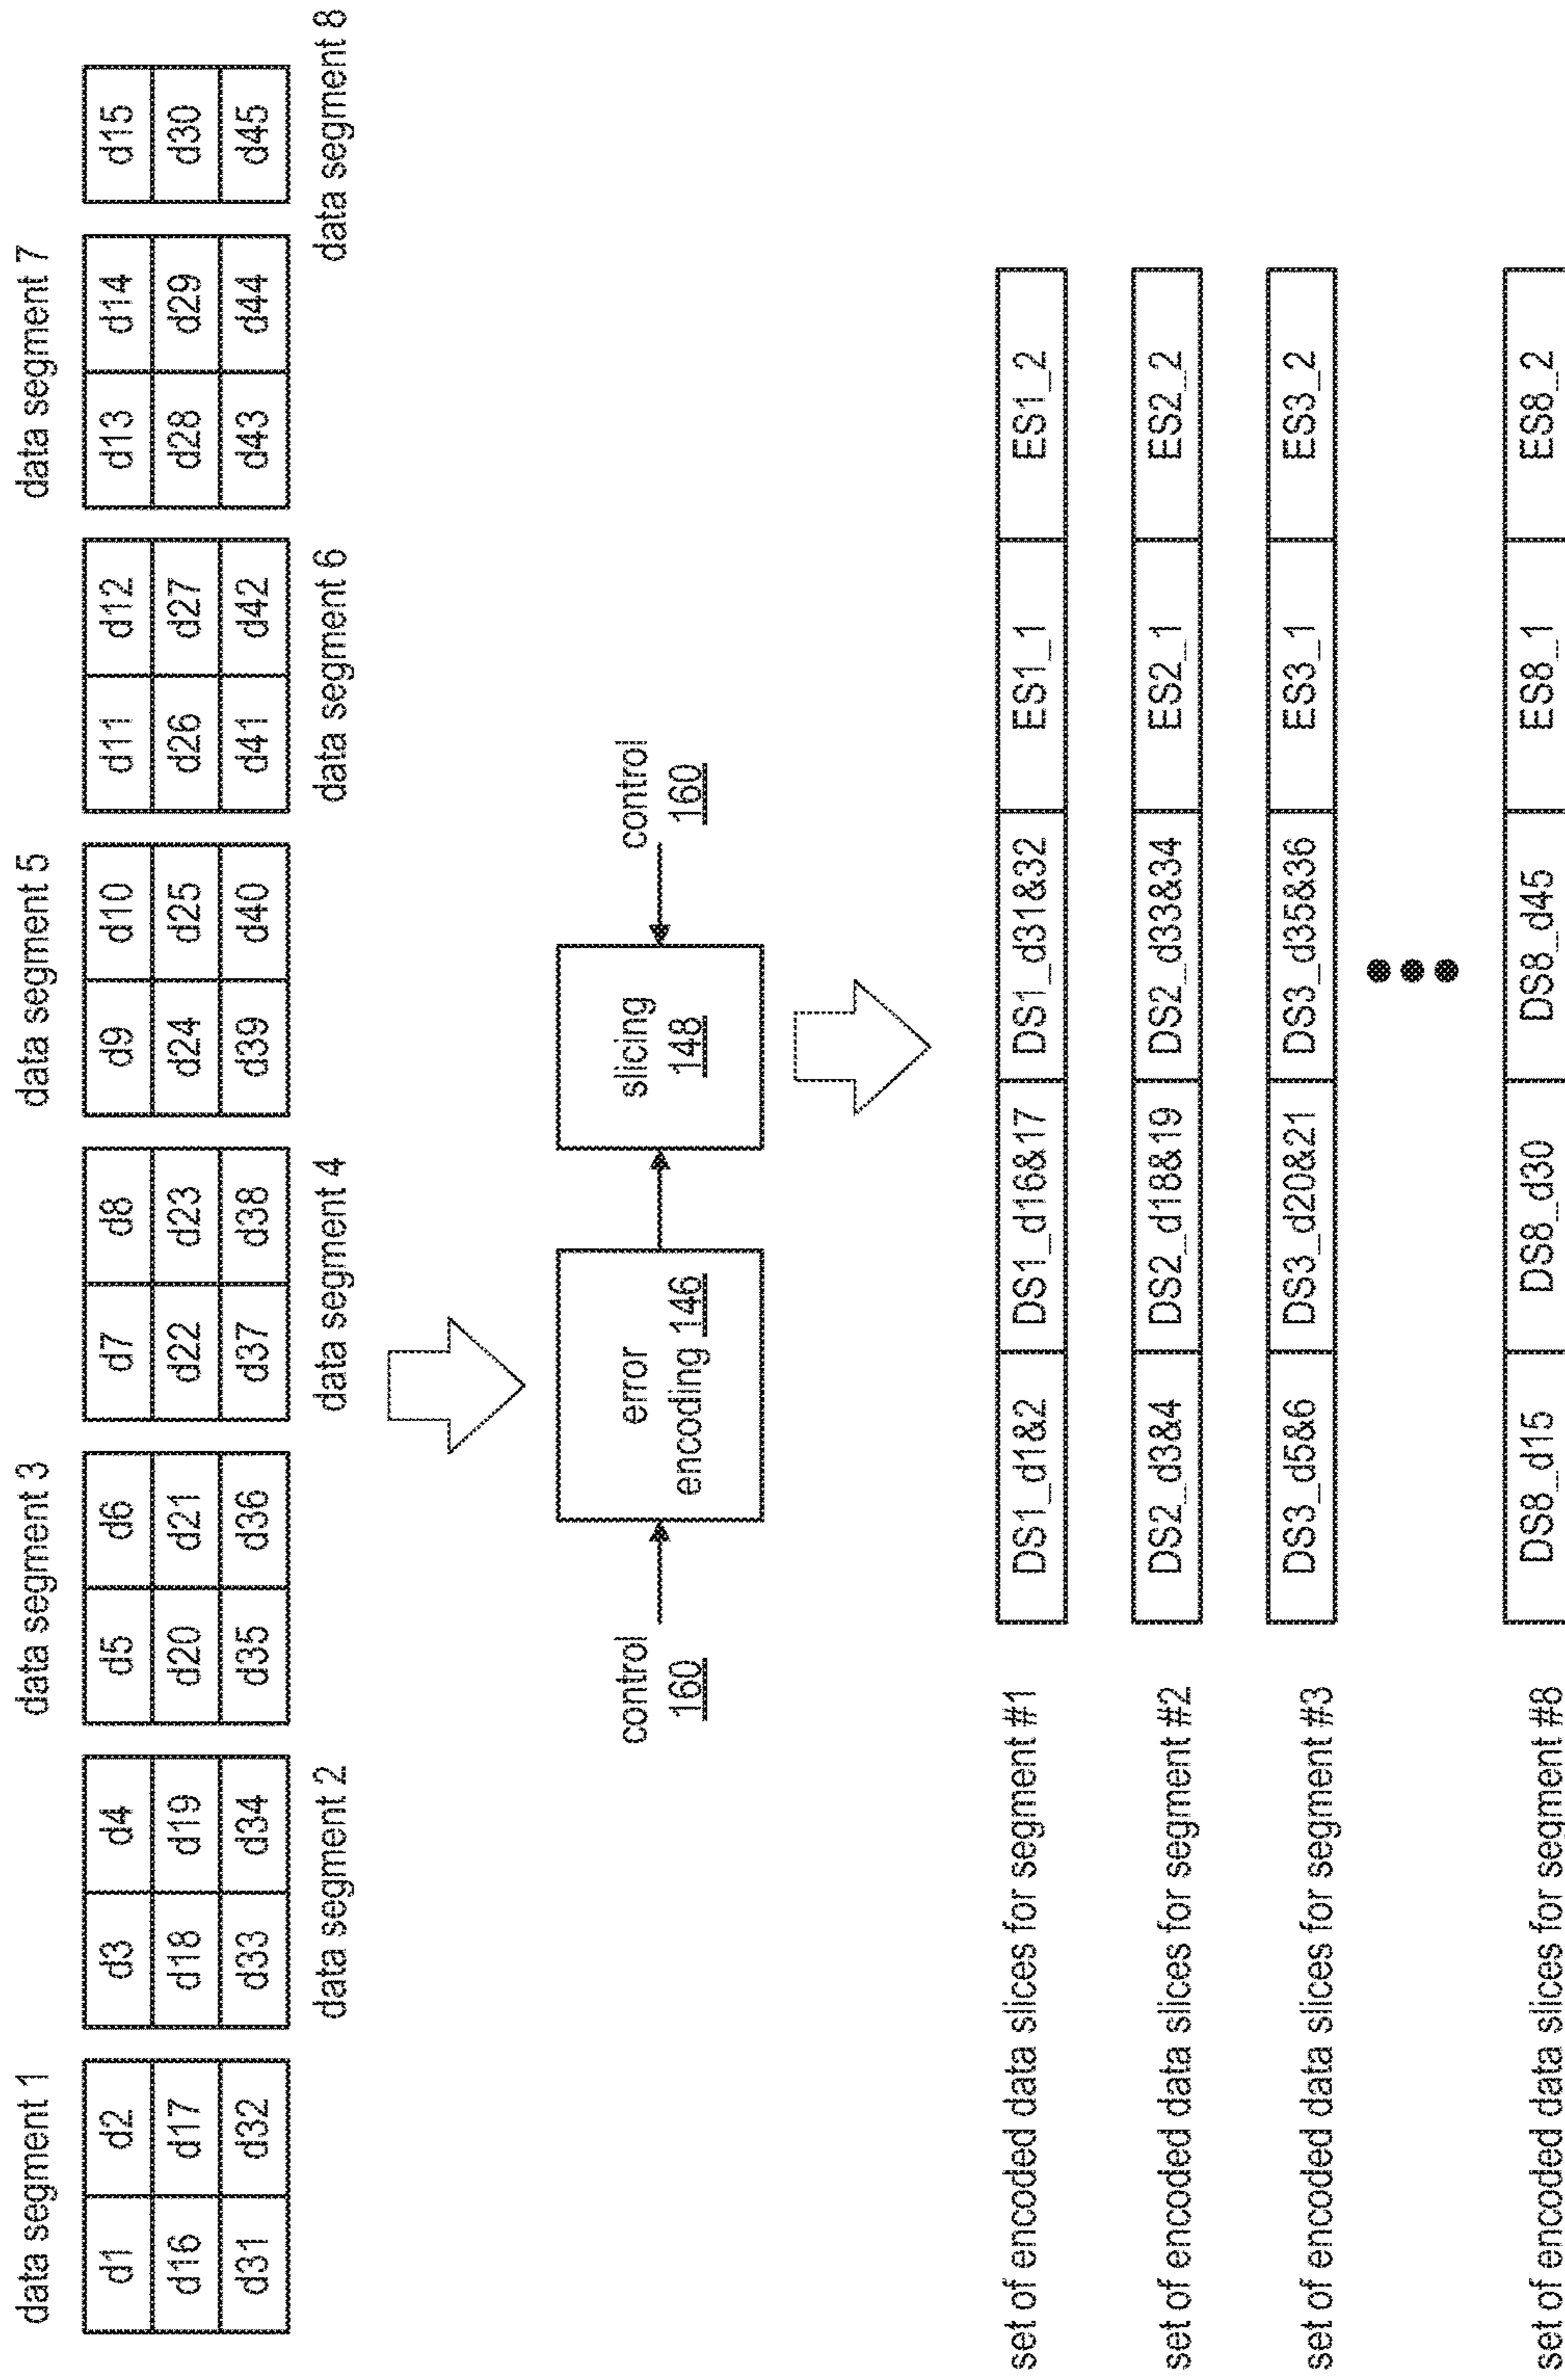 data segment 1
data segment 3
data segment 5
data segment 7
d1 d2 d3 d4 d5 d6 d7 d8 d9 d10 d11 d12 d13 d14 d15
d16 d17 d18 d19 d20 d21 d22 d23 d24 d25 d26 d27 d28 d29 d30
d31 d32 d33 d34 d35 d36 d37 d38 d39 d40 d41 d42 d43 d44 d45
data segment 2
data segment 4
data segment 6
data segment 8
control
160
error
encoding 146
slicing
148
control
160
set of encoded data slices for segment #1 DS1_d1&2 DS1_d16&17 DS1_d31&32 ES1_1 ES1_2
set of encoded data slices for segment #2 DS2_d3&4 DS2_d18&19 DS2_d33&34 ES2_1 ES2_2
set of encoded data slices for segment #3 DS3_d5&6 DS3_d20&21 DS3_d35&36 ES3_1 ES3_2
set of encoded data slices for segment #8 DS8_d15 DS8_d30 DS8_d45 ES8_1 ES8_2